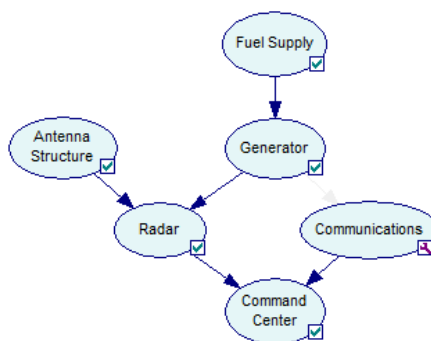 Fuel Supply
Antenna
Structure
Generator
Radar
Communications
Command
Center